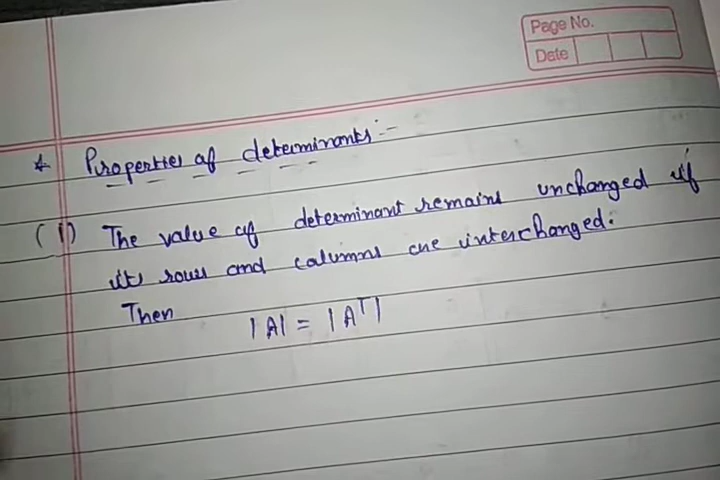 Page No.
Date
* Properties of determinants:-
(1) The value of determinant remains unchanged if
its rows and columns are interchanged.
Then |A| = |A^T|